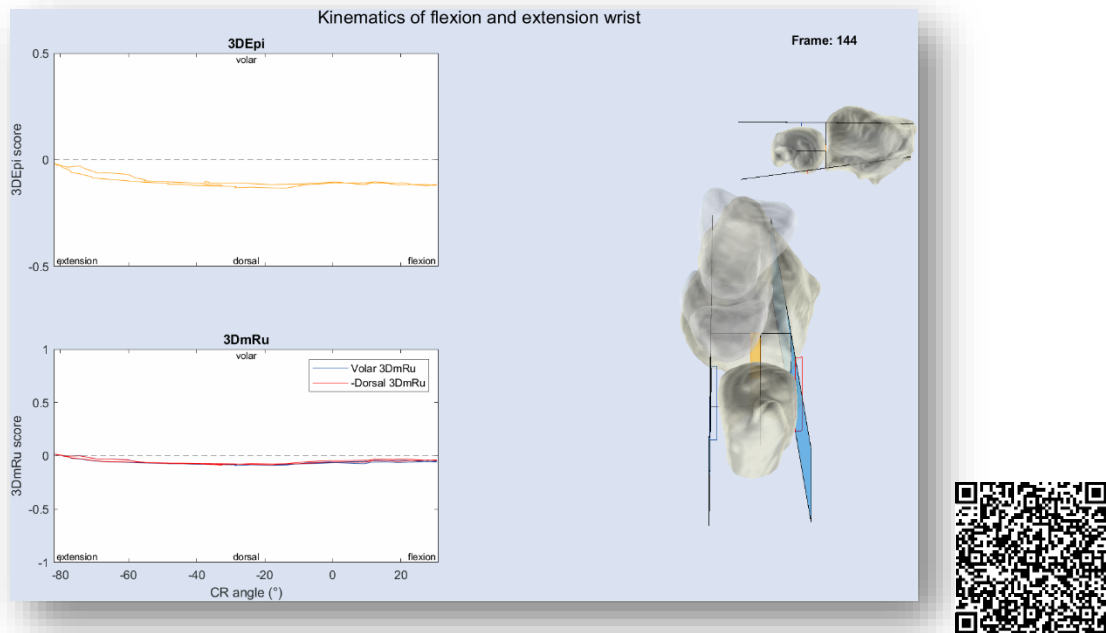 Kinematics of flexion and extension wrist
3DEpi
Frame: 144
0.5
volar
0
-0.5
3DEpi score
extension
dorsal
flexion
3DmRu
1
volar
Volar 3DmRu
-Dorsal 3DmRu
0.5
0
-0.5
-1
3DmRu score
extension
dorsal
flexion
-80
-60
-40
-20
0
20
CR angle (°)